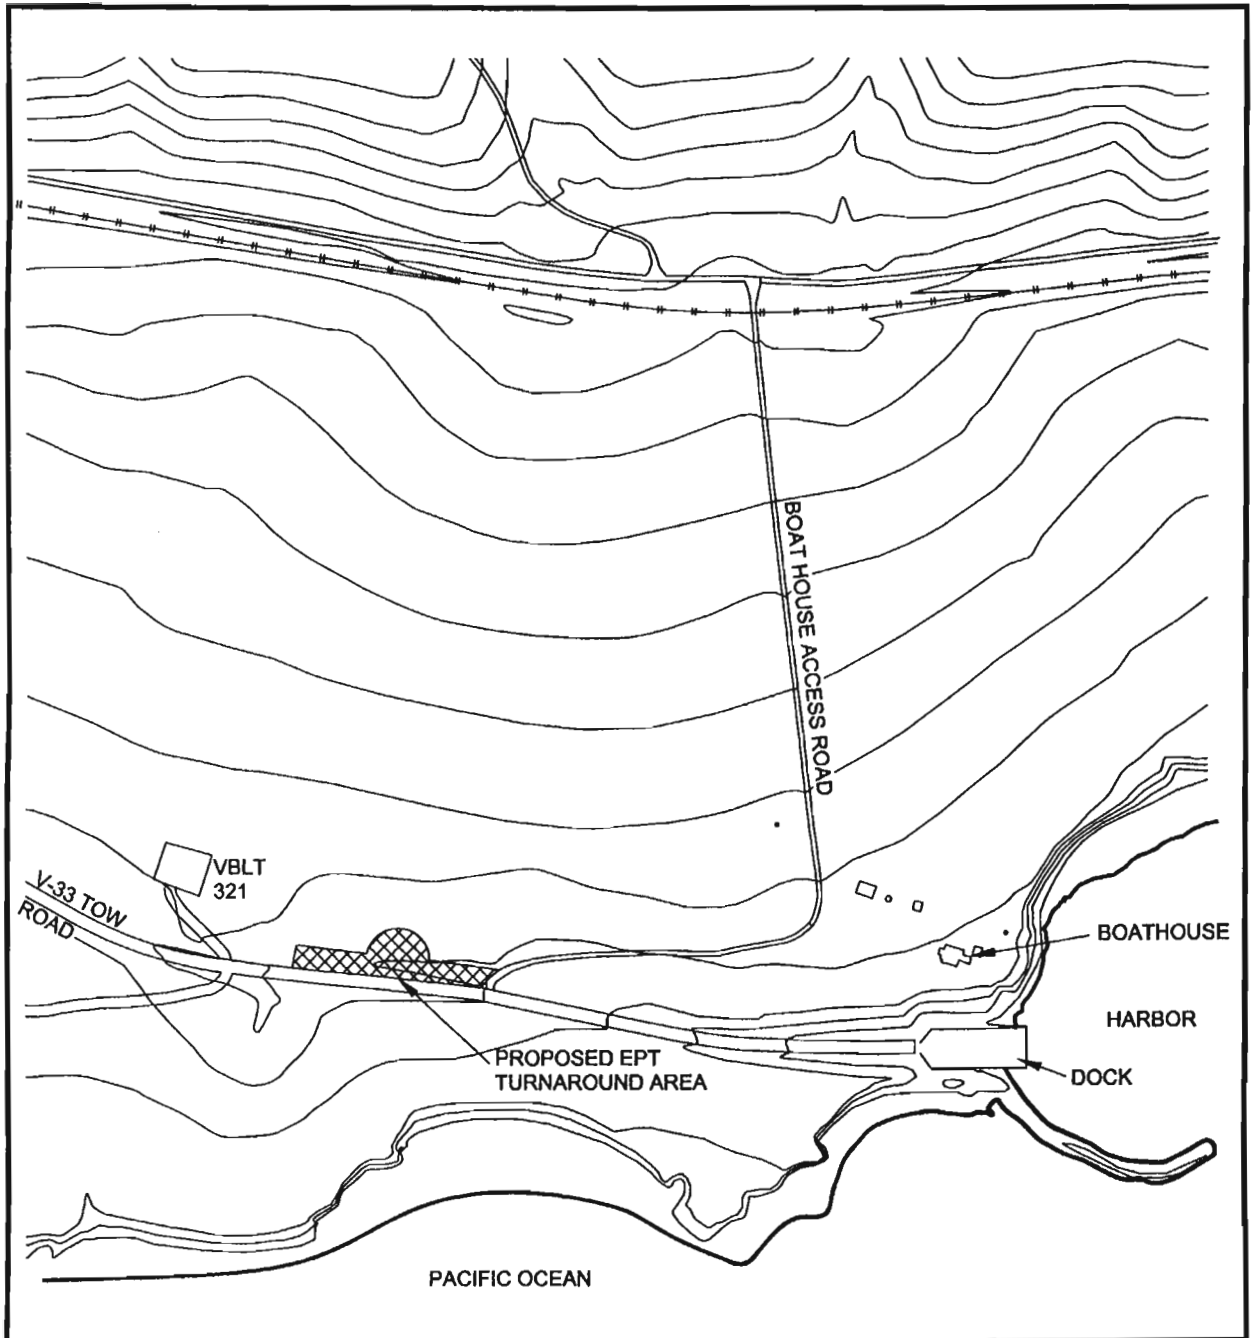 BOAT HOUSE ACCESS ROAD
VBLT
321
V-33 TOW
ROAD
BOATHOUSE
HARBOR
PROPOSED EPT
TURNAROUND AREA
DOCK
PACIFIC OCEAN